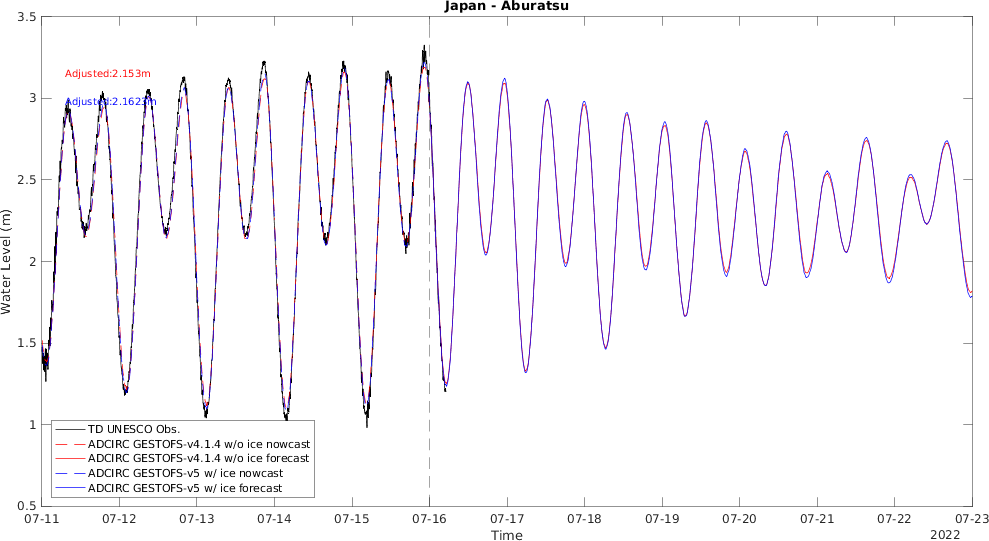 Japan - Aburatsu
3.5
3
2.5
2
1.5
1
0.5
Water Level (m)
Adjusted:2.153m
Adjusted:2.1623m
TD UNESCO Obs.
ADCIRC GESTOFS-v4.1.4 w/o ice nowcast
ADCIRC GESTOFS-v4.1.4 w/o ice forecast
ADCIRC GESTOFS-v5 w/ ice nowcast
ADCIRC GESTOFS-v5 w/ ice forecast
07-11 07-12 07-13 07-14 07-15 07-16 07-17 07-18 07-19 07-20 07-21 07-22 07-23
Time
2022